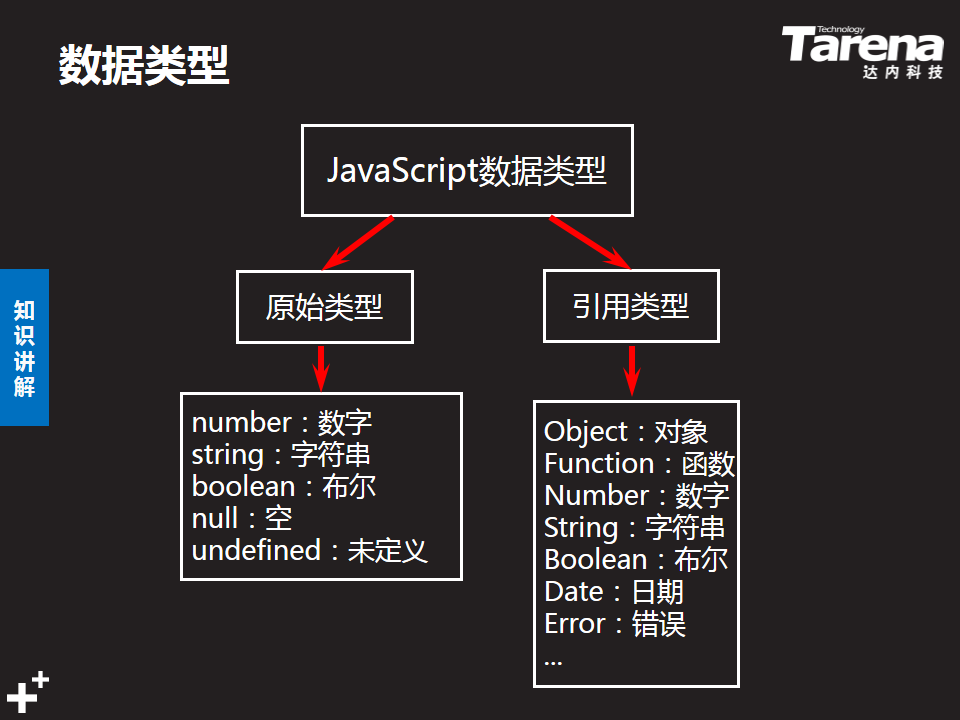 数据类型
Technology
Tarena
达内科技
JavaScript数据类型
原始类型
引用类型
知识讲解
number：数字
string：字符串
boolean：布尔
null：空
undefined：未定义
Object：对象
Function：函数
Number：数字
String：字符串
Boolean：布尔
Date：日期
Error：错误
...